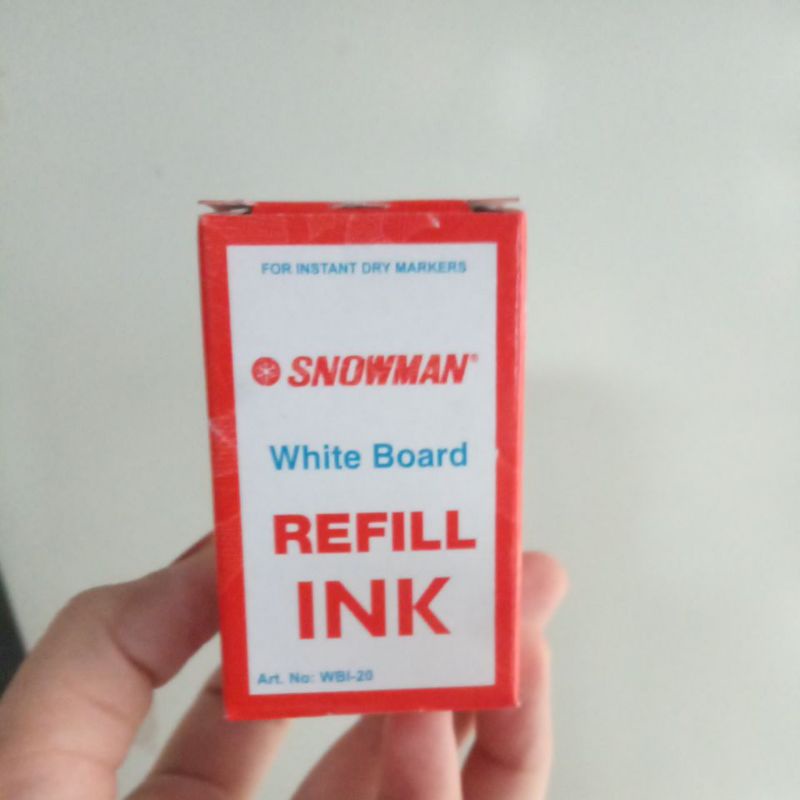 FOR INSTANT DRY MARKERS
SNOWMAN®
White Board
REFILL
INK
Art. No: WBI-20